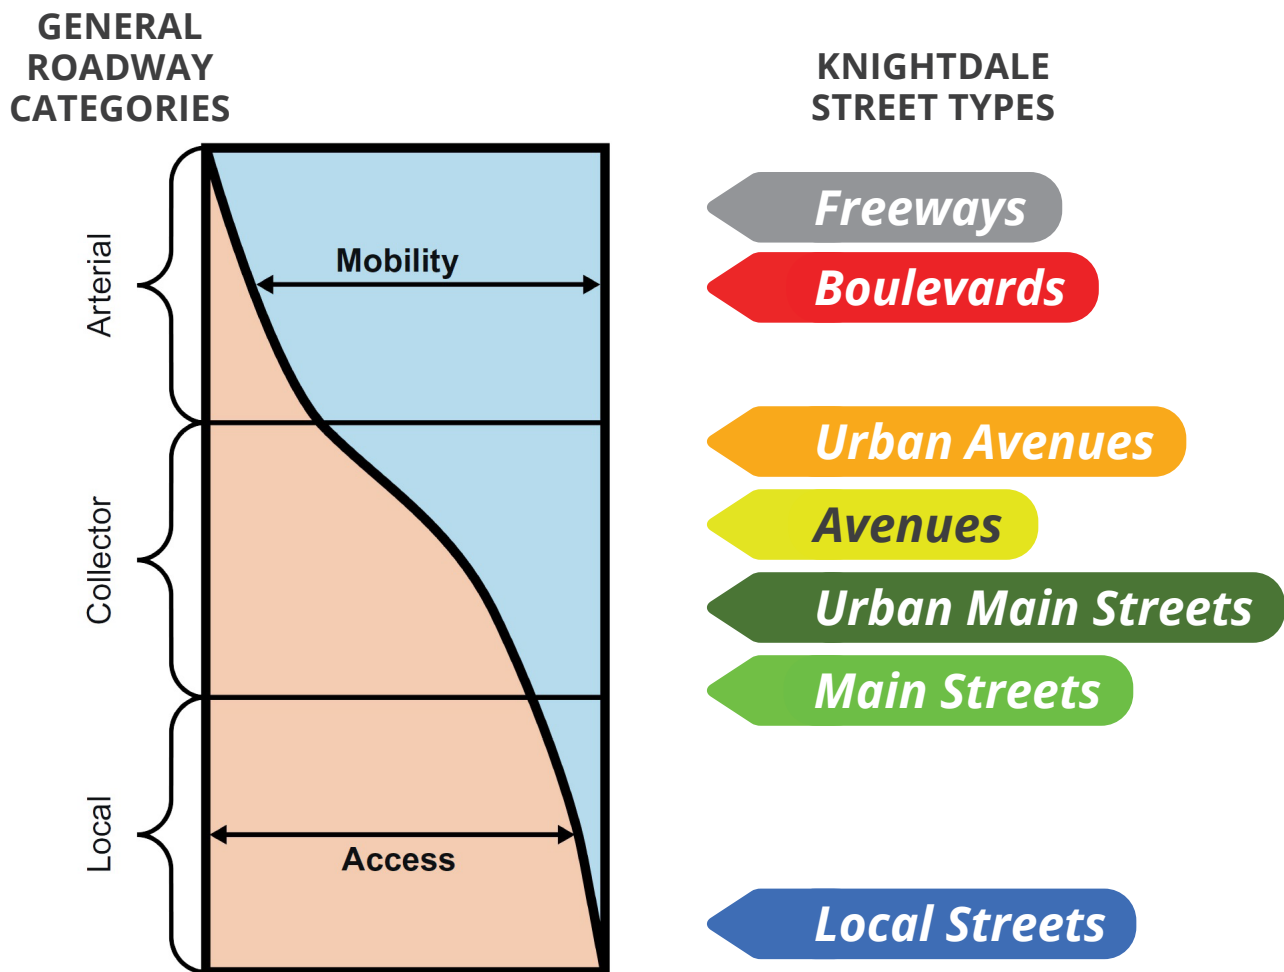 GENERAL
ROADWAY
CATEGORIES
KNIGHTDALE
STREET TYPES
Arterial
Mobility
Freeways
Boulevards
Collector
Urban Avenues
Avenues
Urban Main Streets
Main Streets
Local
Access
Local Streets